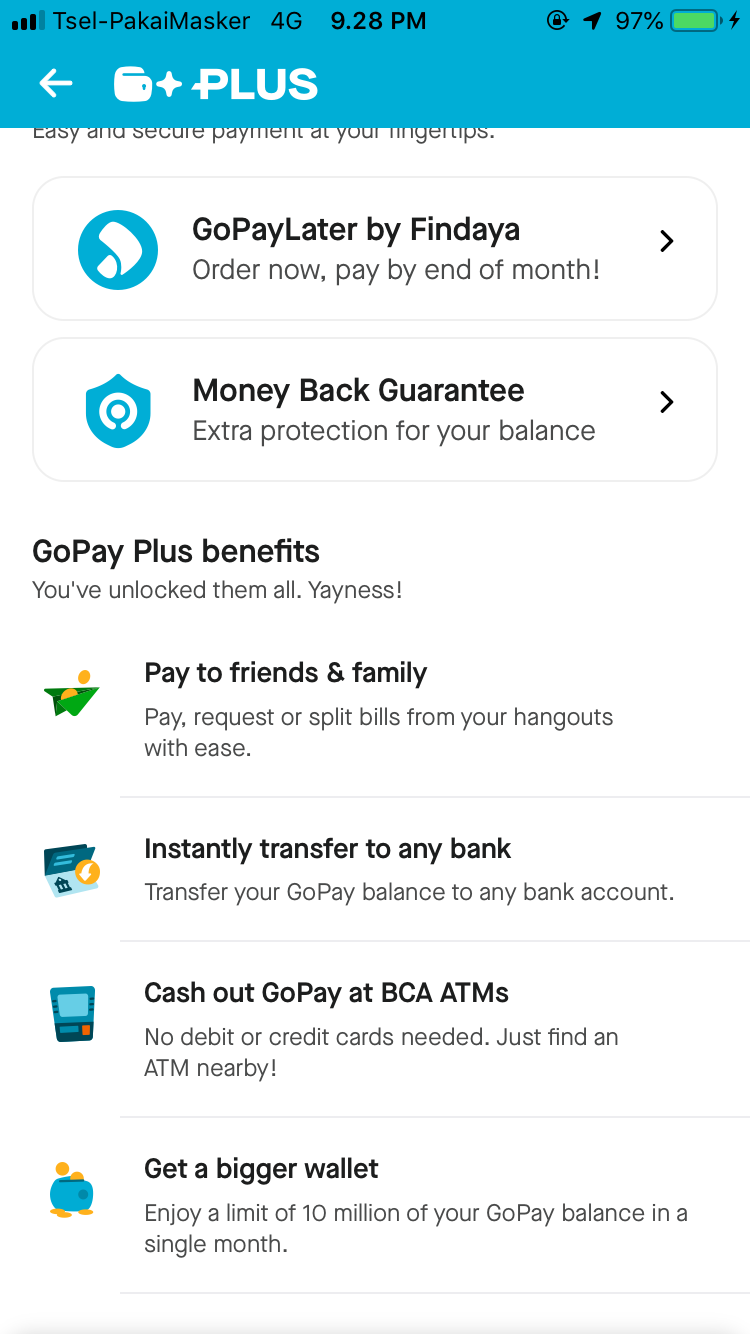 Tsel-PakaiMasker 4G 9.28 PM 97%
PLUS
Easy and secure payment at your fingertips.
GoPayLater by Findaya
Order now, pay by end of month!
Money Back Guarantee
Extra protection for your balance
GoPay Plus benefits
You've unlocked them all. Yayness!
Pay to friends & family
Pay, request or split bills from your hangouts
with ease.
Instantly transfer to any bank
Transfer your GoPay balance to any bank account.
Cash out GoPay at BCA ATMs
No debit or credit cards needed. Just find an
ATM nearby!
Get a bigger wallet
Enjoy a limit of 10 million of your GoPay balance in a
single month.